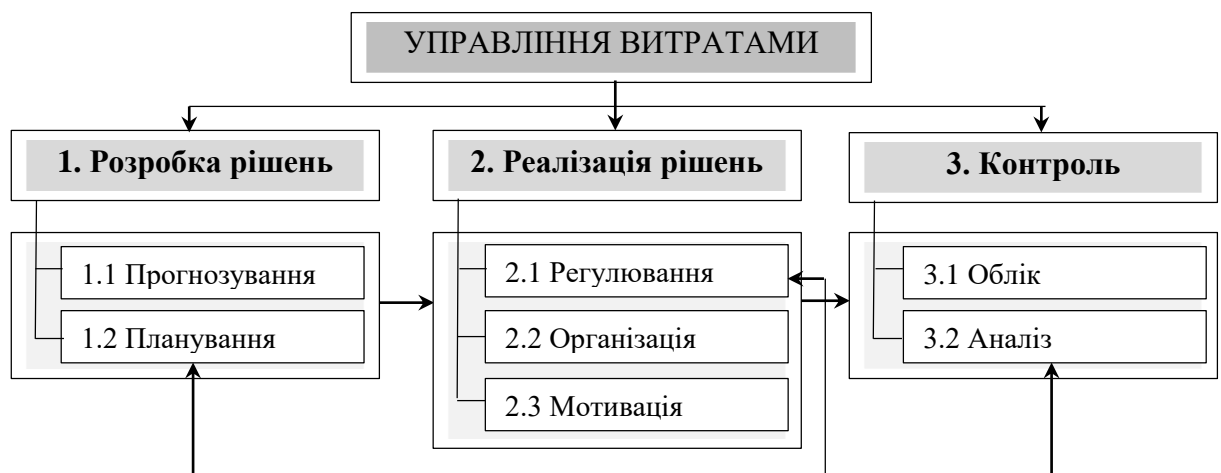 УПРАВЛІННЯ ВИТРАТАМИ
1. Розробка рішень
1.1 Прогнозування
1.2 Планування
2. Реалізація рішень
2.1 Регулювання
2.2 Організація
2.3 Мотивація
3. Контроль
3.1 Облік
3.2 Аналіз